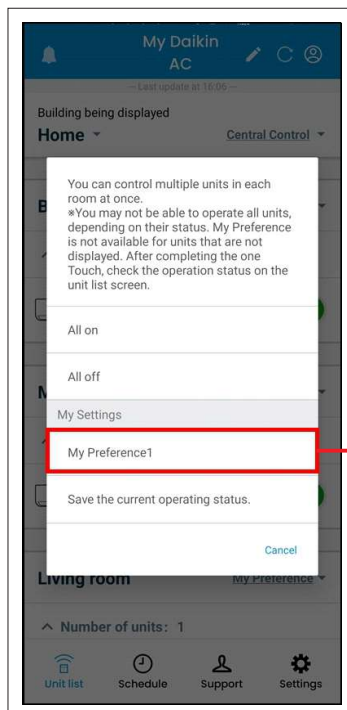 My Daikin
AC
— Last update at 16:06 —
Building being displayed
Home
Central Control
B
You can control multiple units in each
room at once.
※You may not be able to operate all units,
depending on their status. My Preference
is not available for units that are not
displayed. After completing the one
Touch, check the operation status on the
unit list screen.
All on
All off
M
My Settings
My Preference1
Save the current operating status.
Cancel
Living room
My Preference
Number of units: 1
Unit list
Schedule
Support
Settings